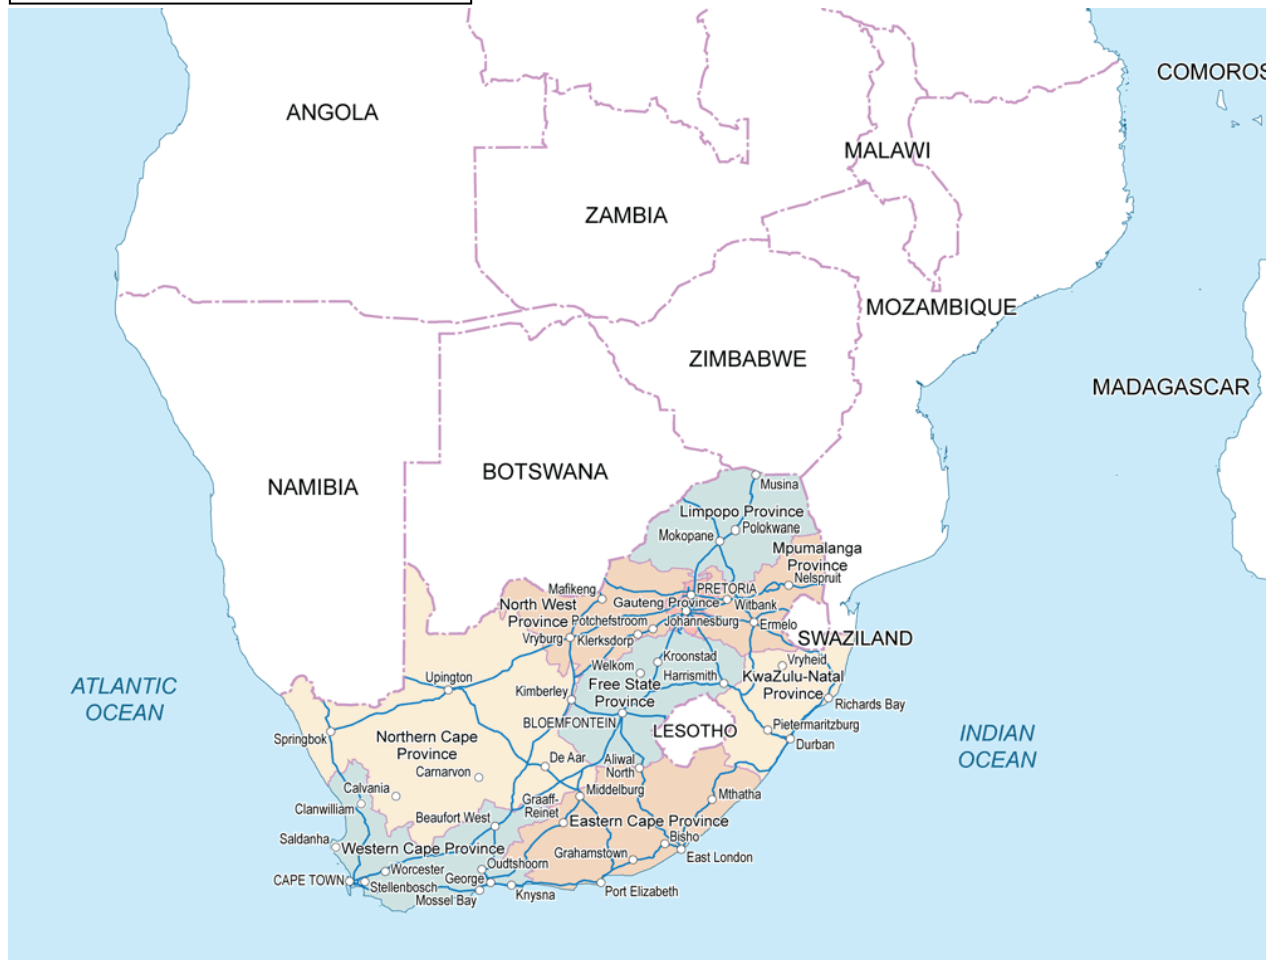 COMOROS
ANGOLA
MALAWI
ZAMBIA
MOZAMBIQUE
ZIMBABWE
MADAGASCAR
BOTSWANA
NAMIBIA
Musina
Limpopo Province
Polokwane
Mokopane
Mpumalanga
Province
Nelspruit
Mafikeng
PRETORIA
North West
Province
Gauteng Province
Witbank
Potchefstroom
Johannesburg
Ermelo
Vryburg
Klerksdorp
SWAZILAND
Kroonstad
Vryheid
Welkom
Harrismith
KwaZulu-Natal
Province
Upington
Free State
Province
Kimberley
ATLANTIC
OCEAN
Richards Bay
BLOEMFONTEIN
LESOTHO
Pietermaritzburg
Durban
INDIAN
OCEAN
Springbok
Northern Cape
Province
De Aar
Aliwal
North
Carnarvon
Calvania
Middelburg
Mthatha
Clanwilliam
Graaff-
Reinet
Beaufort West
Eastern Cape Province
Saldanha
Western Cape Province
Bisho
Grahamstown
East London
Oudtshoorn
Worcester
CAPE TOWN
George
Stellenbosch
Mossel Bay
Knysna
Port Elizabeth